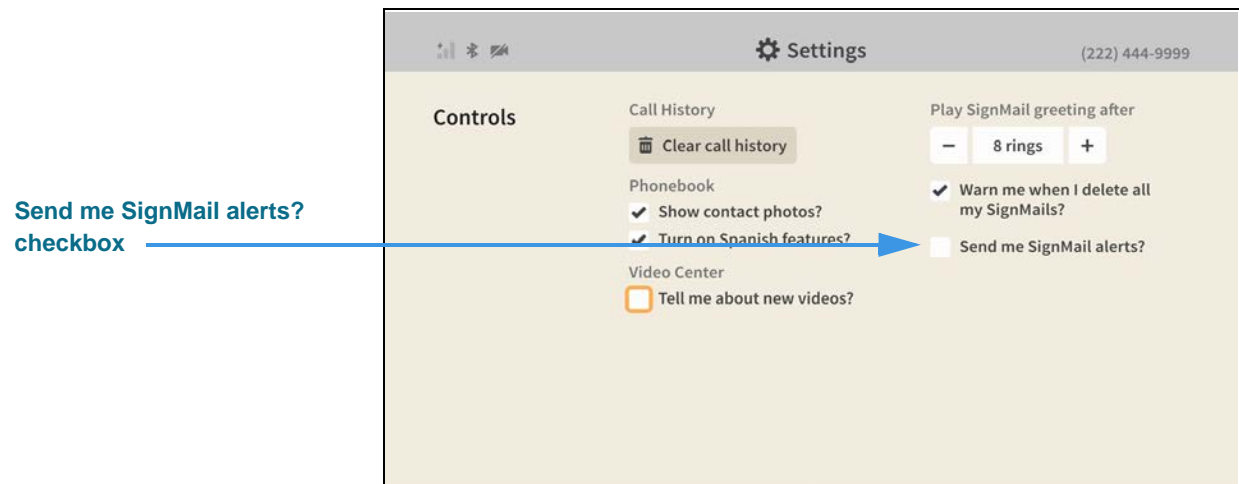 Settings
(222) 444-9999
Controls
Call History
Clear call history
Phonebook
Show contact photos?
Turn on Spanish features?
Video Center
Tell me about new videos?
Play SignMail greeting after
− 8 rings +
Warn me when I delete all
my SignMails?
Send me SignMail alerts?
Send me SignMail alerts?
checkbox